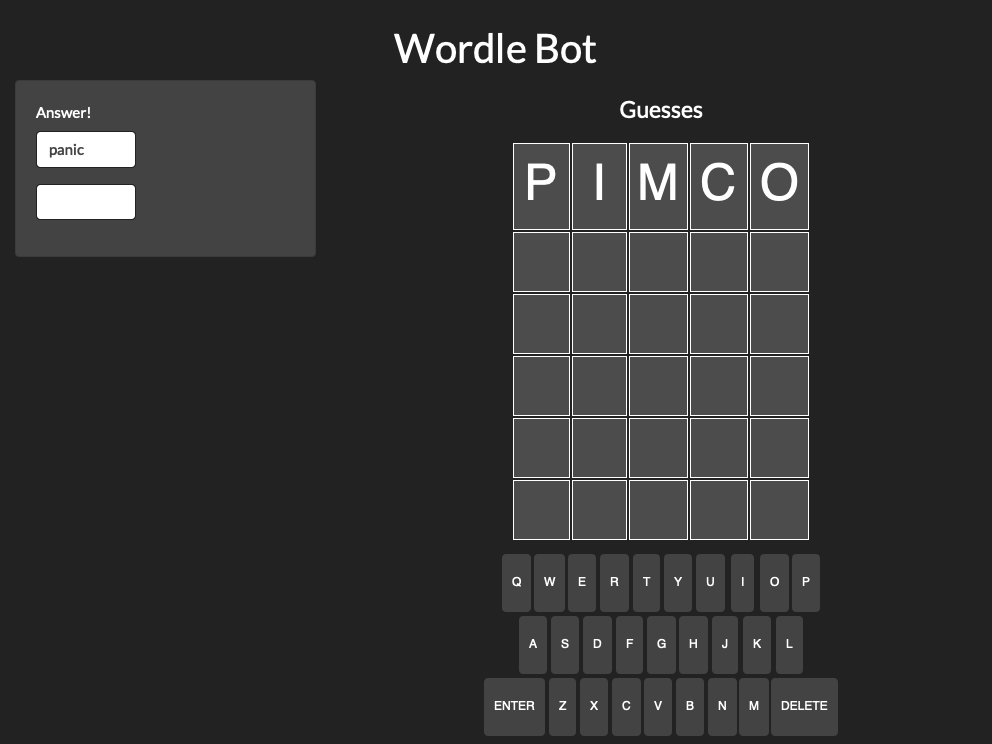 Wordle Bot
Answer!
panic
Guesses
P I M C O
Q W E R T Y U I O P
A S D F G H J K L
ENTER Z X C V B N M DELETE